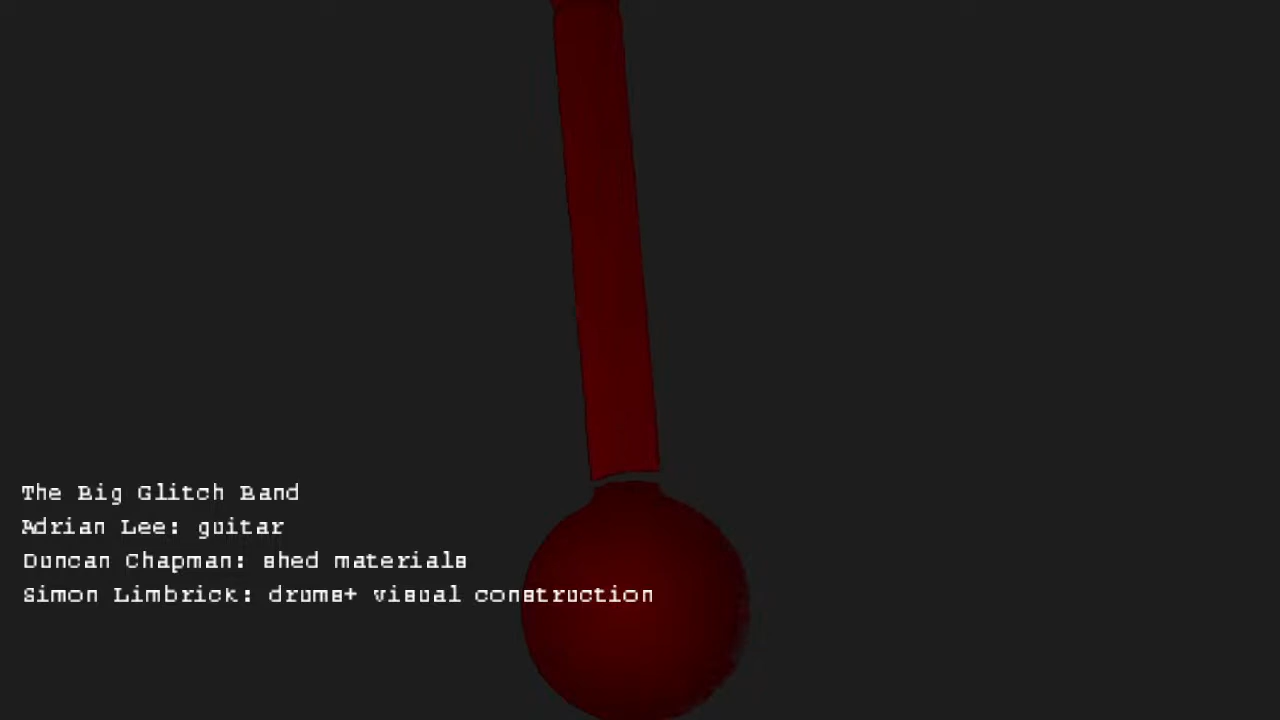 The Big Glitch Band
Adrian Lee: guitar
Duncan Chapman: shed materials
Simon Limbrick: drums+ visual construction